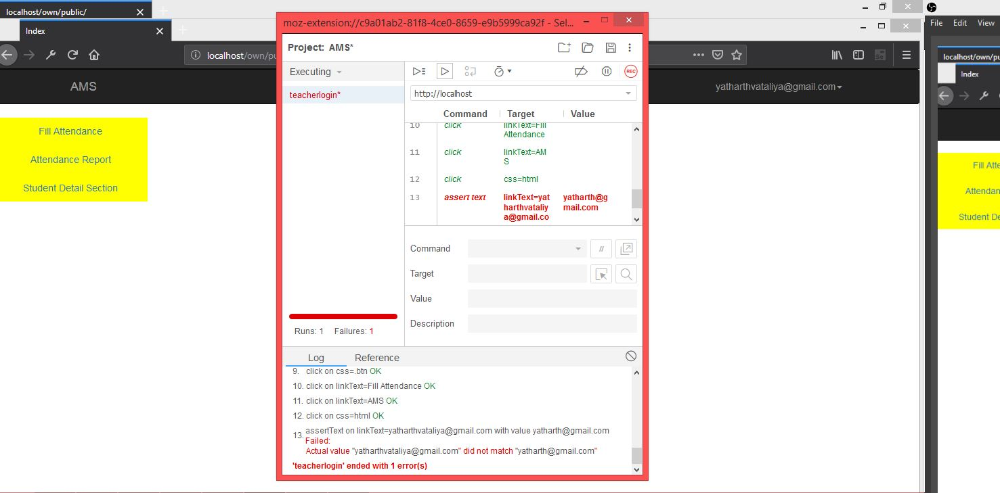 localhost/own/public/
Index
localhost/own/pu
AMS
Fill Attendance
Attendance Report
Student Detail Section
moz-extension://c9a01ab2-81f8-4ce0-8659-e9b5999ca92f - Sel...
Project: AMS*
Executing
teacherlogin*
REC
http://localhost
Command Target Value
10 click linkText=Fill
Attendance
11 click linkText=AM
S
12 click css=html
13 assert text linkText=yat yatharth@g
harthvataliy mail.com
a@gmail.co
Command
//
Target
Value
Description
Runs: 1 Failures: 1
Log Reference
9. click on css=.btn OK
10. click on linkText=Fill Attendance OK
11. click on linkText=AMS OK
12. click on css=html OK
13. assertText on linkText=yatharthvataliya@gmail.com with value yatharth@gmail.com
Failed:
Actual value "yatharthvataliya@gmail.com" did not match "yatharth@gmail.com"
'teacherlogin' ended with 1 error(s)
yatharthvataliya@gmail.com
File Edit View
localhost/own/pub
Index
Fill Atte
Attendan
Student De